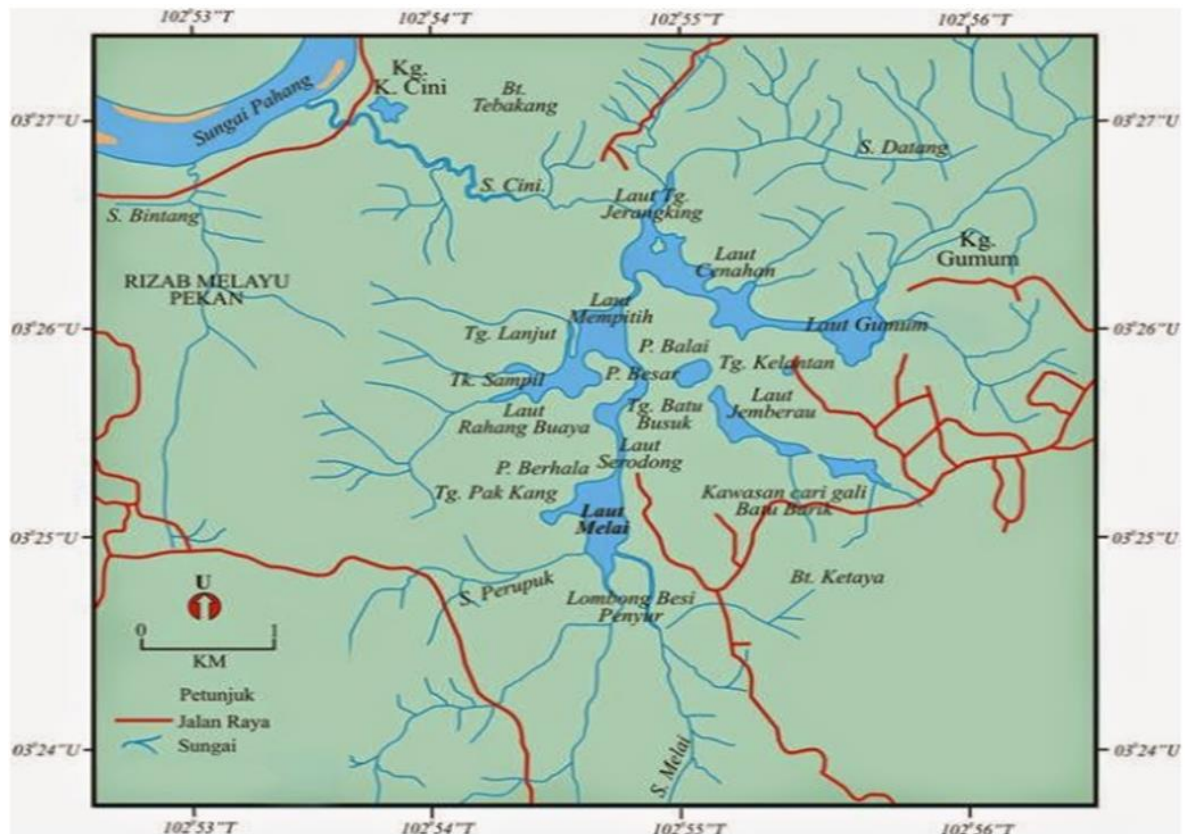 102°53"T
102°54"T
102°55"T
102°56"T
Kg.
K. Cini
Bt.
Tebakang
Sungai Pahang
03°27"U
03°27"U
S. Datang
S. Cini.
Laut Tg.
Jerangking
S. Bintang
Kg.
Gumum
Laut
Cenahan
RIZAB MELAYU
PEKAN
Laut
Mempitih
03°26"U
Tg. Lanjut
Laut Gumum
03°26"U
P. Balai
Tg. Kelantan
Tk. Sampil
P. Besar
Laut
Jemberau
Laut
Rahang Buaya
Tg. Batu
Busuk
Laut
Serodong
P. Berhala
Tg. Pak Kang
Kawasan cari gali
Batu Barik
Laut
Melai
03°25"U
03°25"U
U
Bt. Ketaya
S. Perupuk
Lombong Besi
Penyur
0
1
KM
Petunjuk
Jalan Raya
Sungai
03°24"U
03°24"U
S. Melai
102°53"T
102°54"T
102°55"T
102°56"T